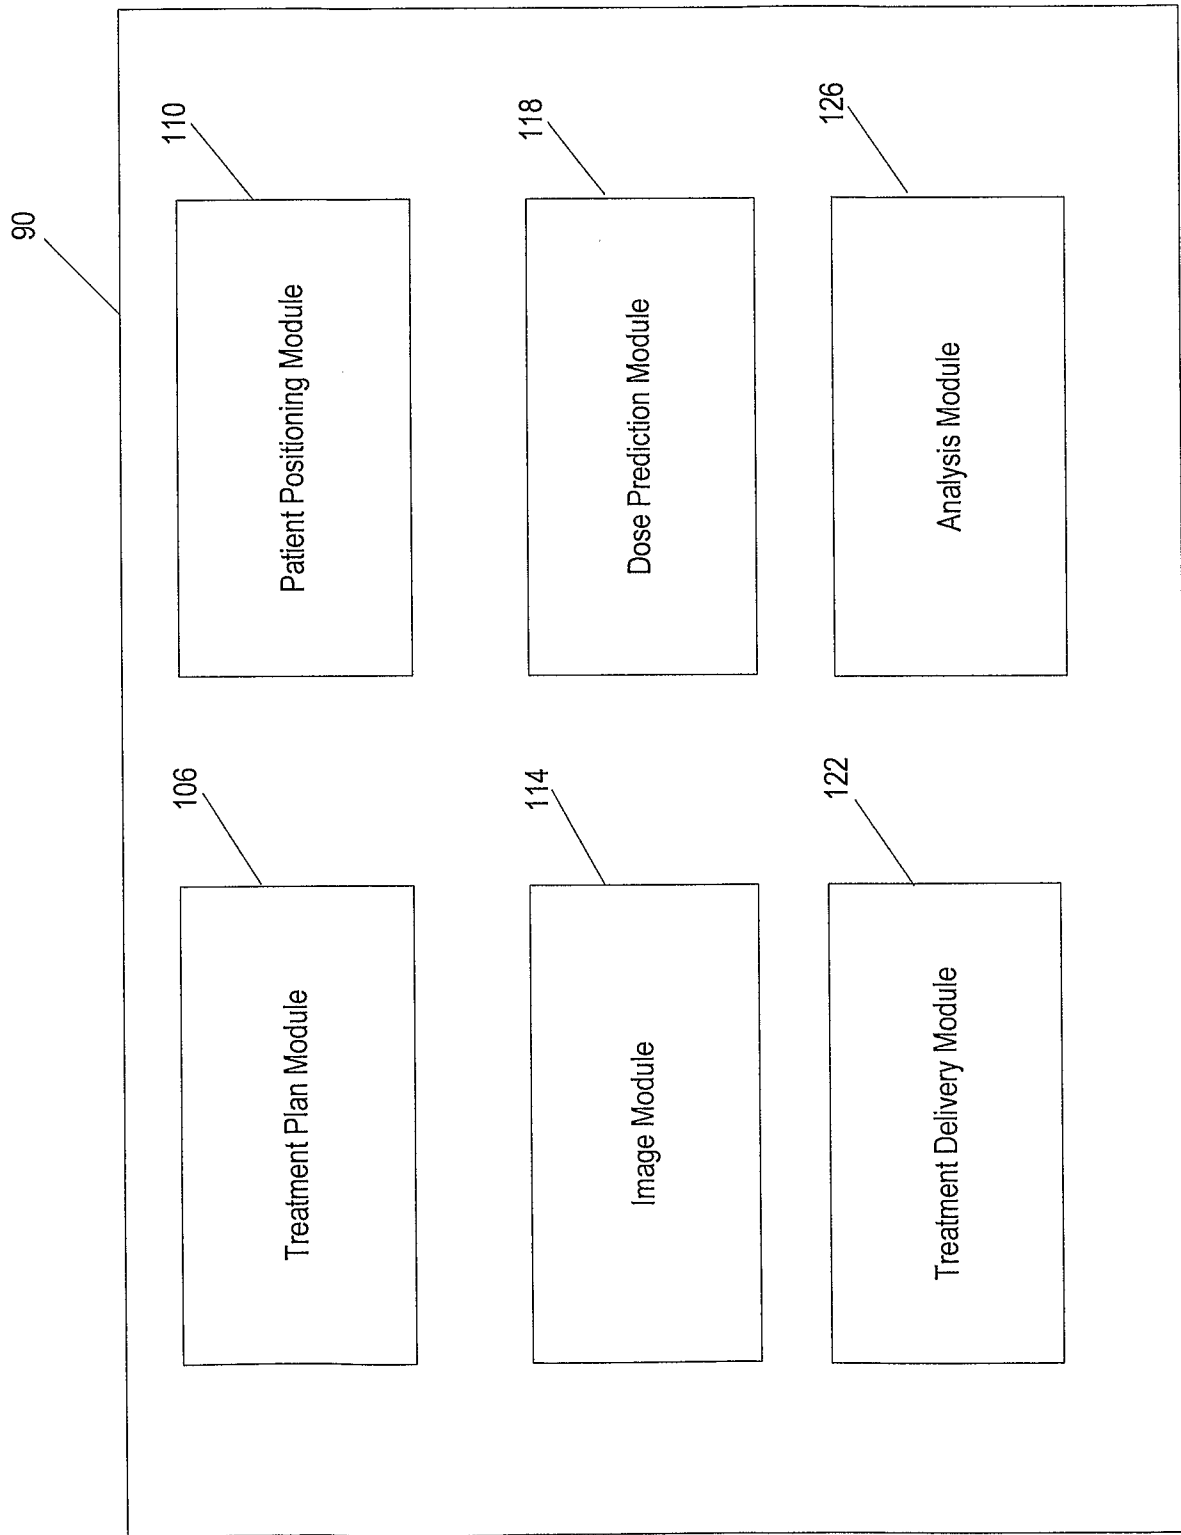 90
106
Treatment Plan Module
110
Patient Positioning Module
114
Image Module
118
Dose Prediction Module
122
Treatment Delivery Module
126
Analysis Module